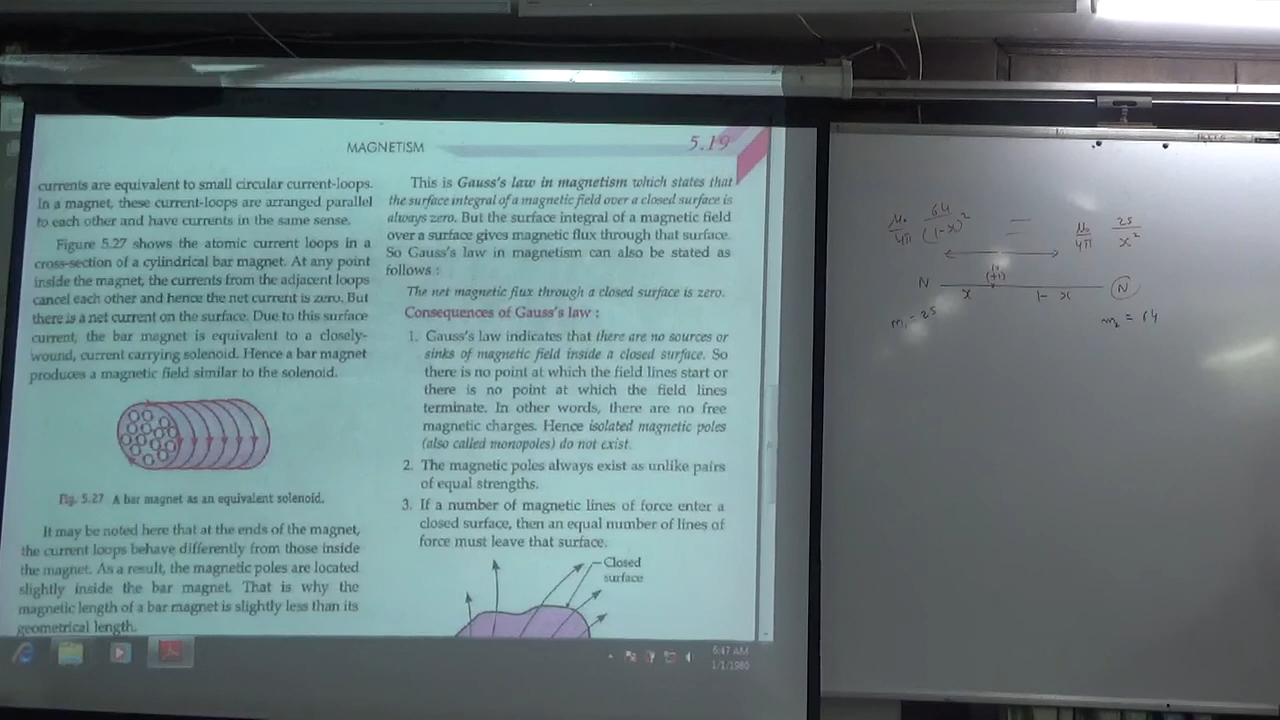 MAGNETISM
5.19
currents are equivalent to small circular current-loops.
In a magnet, these current-loops are arranged parallel
to each other and have currents in the same sense.
Figure 5.27 shows the atomic current loops in a
cross-section of a cylindrical bar magnet. At any point
inside the magnet, the currents from the adjacent loops
cancel each other and hence the net current is zero. But
there is a net current on the surface. Due to this surface
current, the bar magnet is equivalent to a closely-
wound, current carrying solenoid. Hence a bar magnet
produces a magnetic field similar to the solenoid.
Fig. 5.27 A bar magnet as an equivalent solenoid.
It may be noted here that at the ends of the magnet,
the current loops behave differently from those inside
the magnet. As a result, the magnetic poles are located
slightly inside the bar magnet. That is why the
magnetic length of a bar magnet is slightly less than its
geometrical length.
This is Gauss's law in magnetism which states that
the surface integral of a magnetic field over a closed surface is
always zero. But the surface integral of a magnetic field
over a surface gives magnetic flux through that surface.
So Gauss's law in magnetism can also be stated as
follows :
The net magnetic flux through a closed surface is zero.
Consequences of Gauss's law :
1. Gauss's law indicates that there are no sources or
sinks of magnetic field inside a closed surface. So
there is no point at which the field lines start or
there is no point at which the field lines
terminate. In other words, there are no free
magnetic charges. Hence isolated magnetic poles
(also called monopoles) do not exist.
2. The magnetic poles always exist as unlike pairs
of equal strengths.
3. If a number of magnetic lines of force enter a
closed surface, then an equal number of lines of
force must leave that surface.
Closed
surface
6:47 AM
1/1/1980
μ₀/4π 64/(1-x)² = μ₀/4π 25/x²
N x 1-x N
m₁ = 25 m₂ = 64